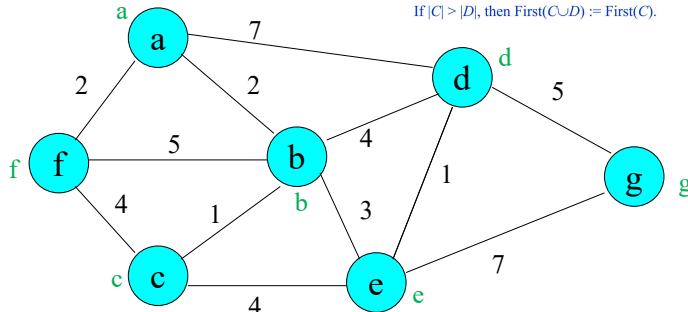 If |C| > |D|, then First(C∪D) := First(C).
a
a
7
d
d
2
2
5
4
f
f
5
b
b
1
g
g
4
1
3
c
c
4
e
e
7